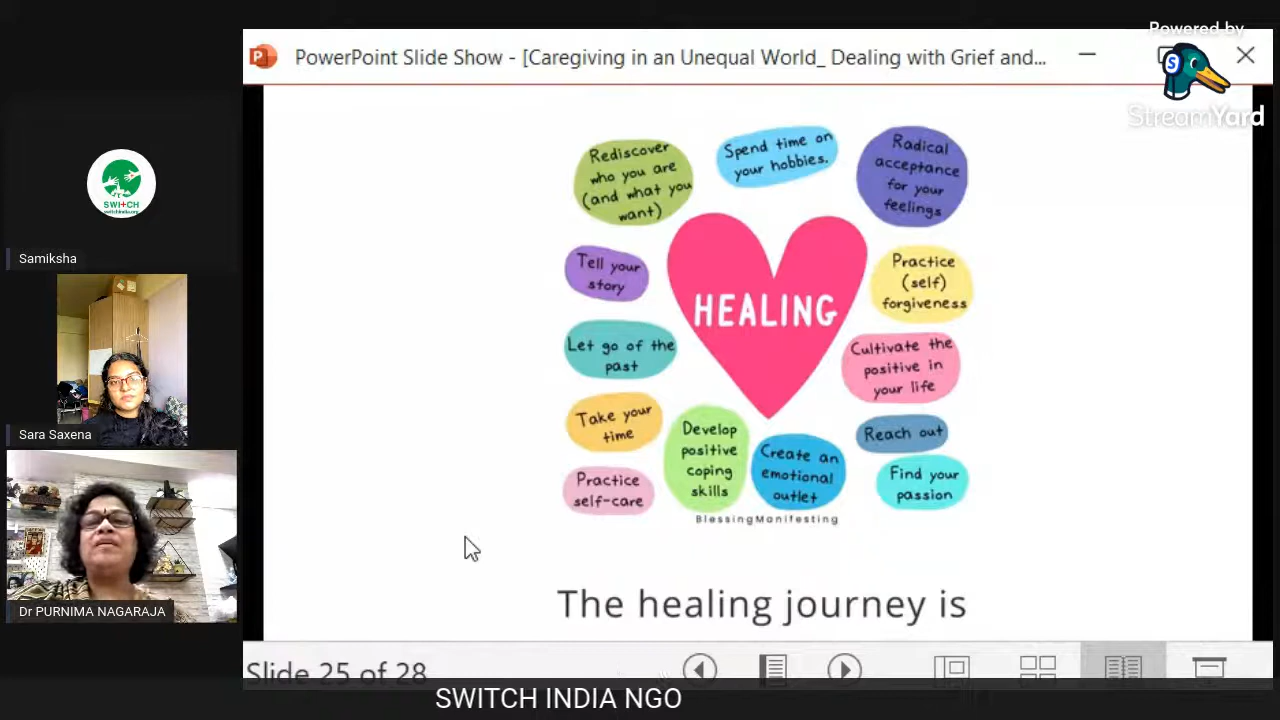 PowerPoint Slide Show - [Caregiving in an Unequal World_ Dealing with Grief and...
Powered by
StreamYard
S
SWITCH
switchindia.org
Samiksha
Sara Saxena
Dr PURNIMA NAGARAJA
Rediscover
who you are
(and what you
want)
Spend time on
your hobbies.
Radical
acceptance
for your
feelings
Tell your
story
HEALING
Practice
(self)
forgiveness
Let go of the
past
Cultivate the
positive in
your life
Take your
time
Develop
positive
coping
skills
Create an
emotional
outlet
Reach out
Practice
self-care
Find your
passion
BlessingManifesting
The healing journey is
Slide 25 of 28
SWITCH INDIA NGO